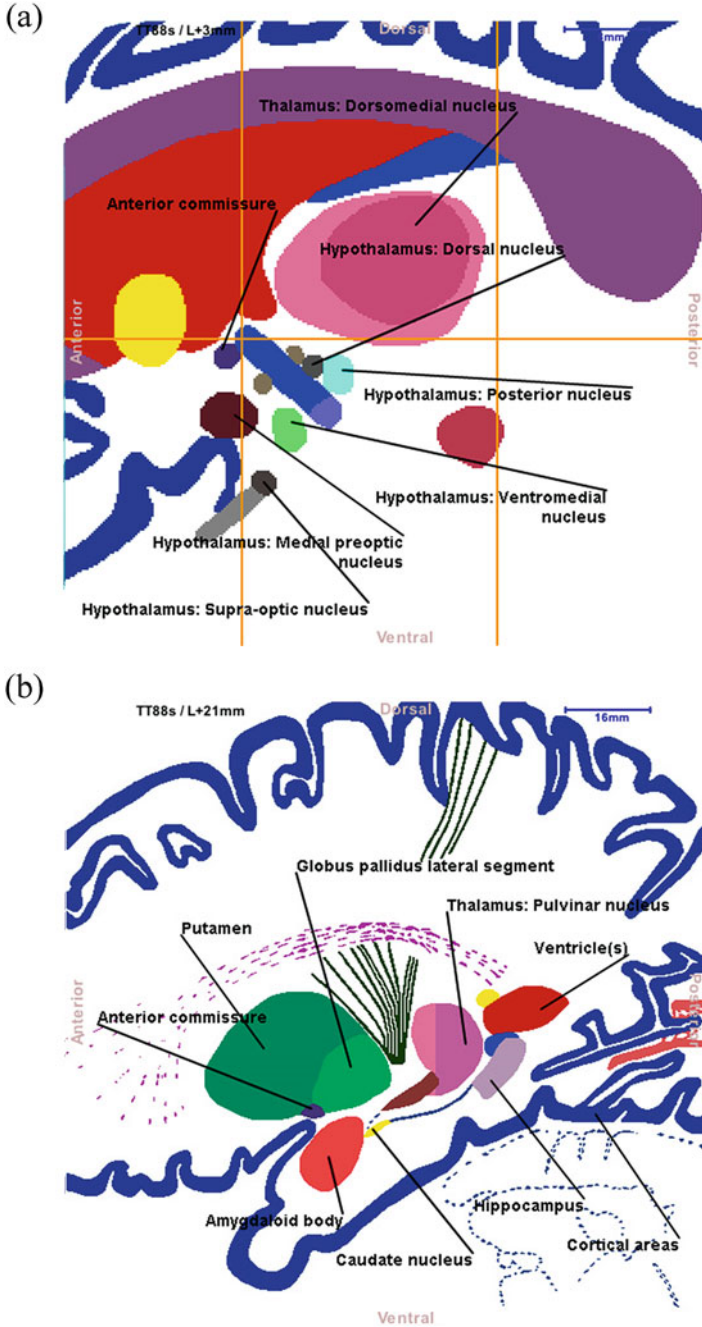 (a)
TT88s / L+3mm
Dorsal
mm
Thalamus: Dorsomedial nucleus
Anterior commissure
Hypothalamus: Dorsal nucleus
Anterior
Posterior
Hypothalamus: Posterior nucleus
Hypothalamus: Ventromedial
nucleus
Hypothalamus: Medial preoptic
nucleus
Hypothalamus: Supra-optic nucleus
Ventral
(b)
TT88s / L+21mm
Dorsal
16mm
Globus pallidus lateral segment
Thalamus: Pulvinar nucleus
Putamen
Ventricle(s)
Anterior
Posterior
Anterior commissure
Hippocampus
Amygdaloid body
Cortical areas
Caudate nucleus
Ventral